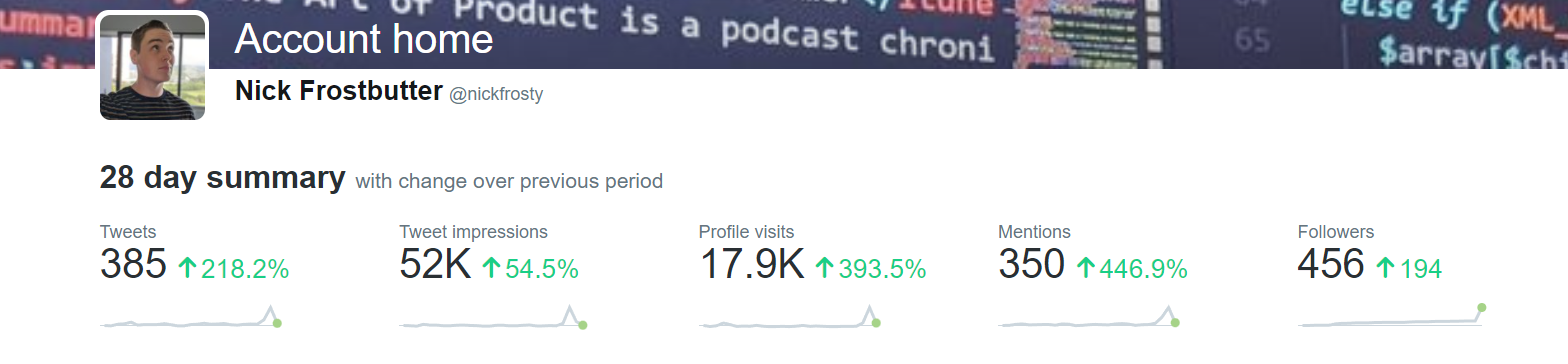 ummar
The Art Of Product is a podcast chroni
/itune
else if (XML_
65
$array[$chi
Account home
Nick Frostbutter @nickfrosty
28 day summary with change over previous period
Tweets
385 ↑218.2%
Tweet impressions
52K ↑54.5%
Profile visits
17.9K ↑393.5%
Mentions
350 ↑446.9%
Followers
456 ↑194